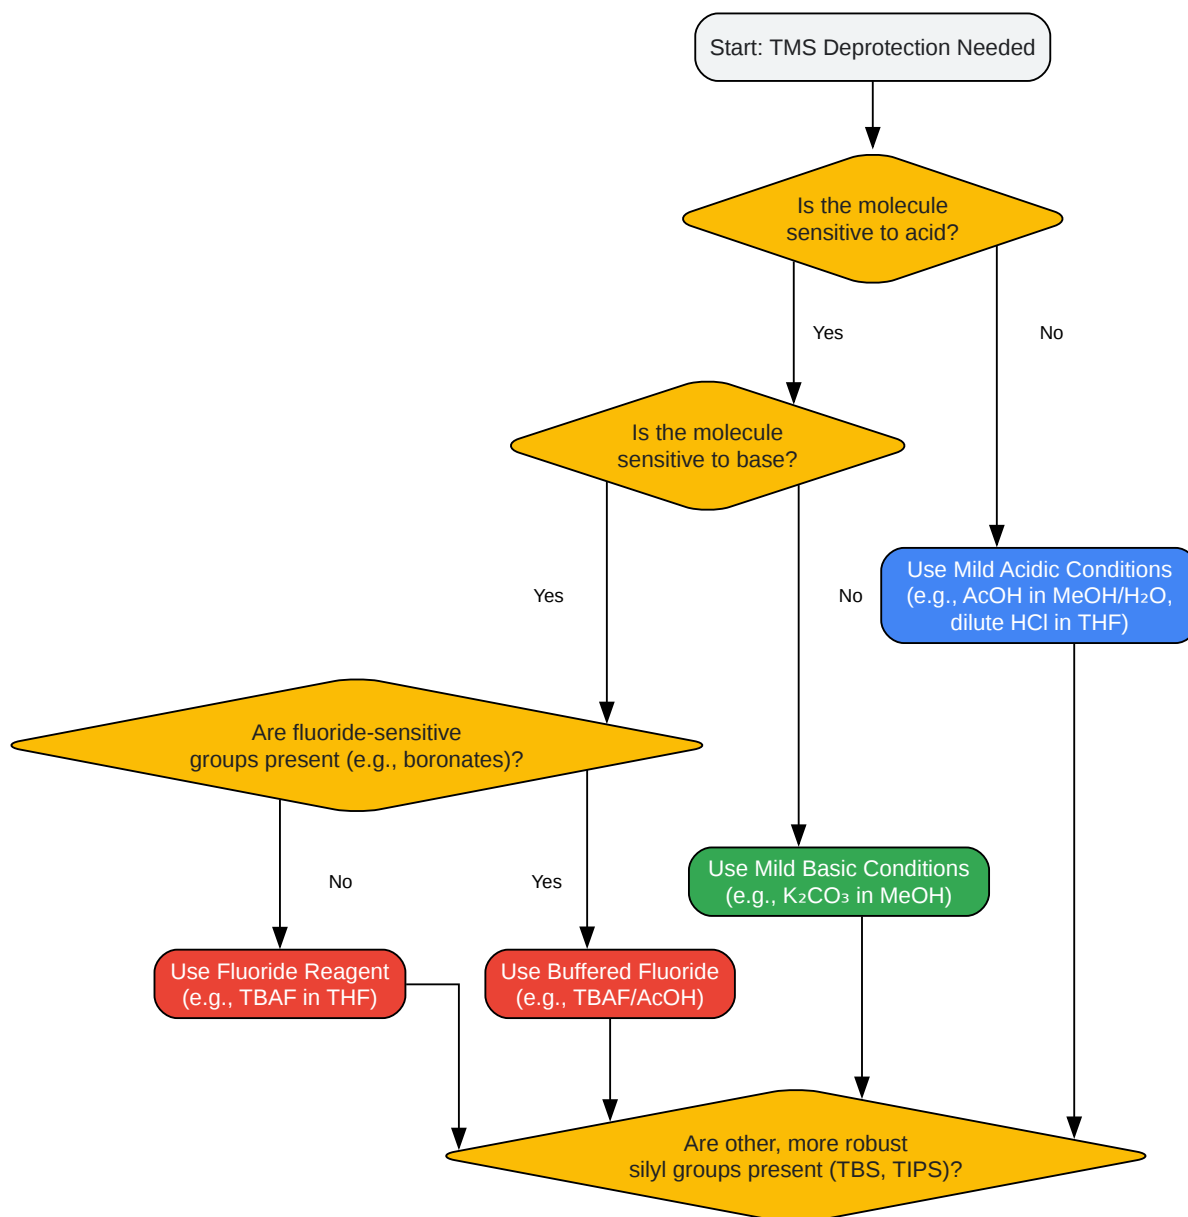 Start: TMS Deprotection Needed
Is the molecule
sensitive to acid?
Yes
No
Is the molecule
sensitive to base?
Use Mild Acidic Conditions
(e.g., AcOH in MeOH/H₂O,
dilute HCl in THF)
Yes
No
Are fluoride-sensitive
groups present (e.g., boronates)?
Use Mild Basic Conditions
(e.g., K₂CO₃ in MeOH)
No
Yes
Use Fluoride Reagent
(e.g., TBAF in THF)
Use Buffered Fluoride
(e.g., TBAF/AcOH)
Are other, more robust
silyl groups present (TBS, TIPS)?